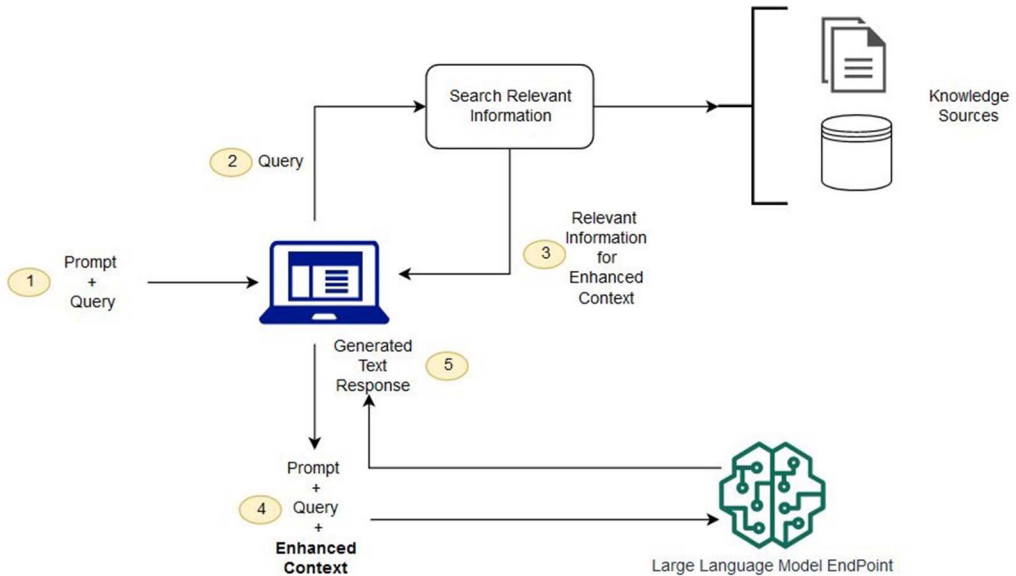 Search Relevant
Information
Knowledge
Sources
2 Query
Relevant
Information
for
Enhanced
Context
3
1
Prompt
+
Query
Generated
Text
Response
5
Prompt
+
4 Query
+
Enhanced
Context
Large Language Model EndPoint